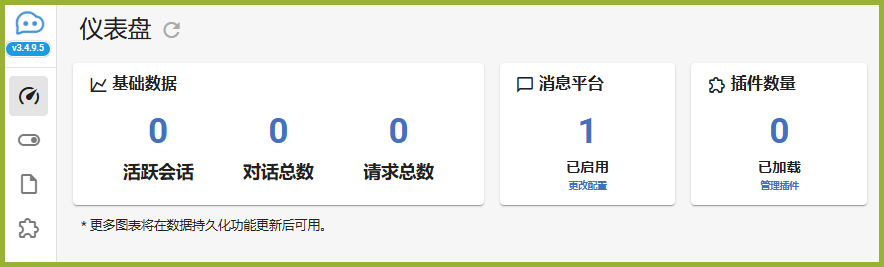 v3.4.9.5
仪表盘
基础数据
0 0 0
活跃会话 对话总数 请求总数
消息平台
1
已启用
更改配置
插件数量
0
已加载
管理插件
* 更多图表将在数据持久化功能更新后可用。